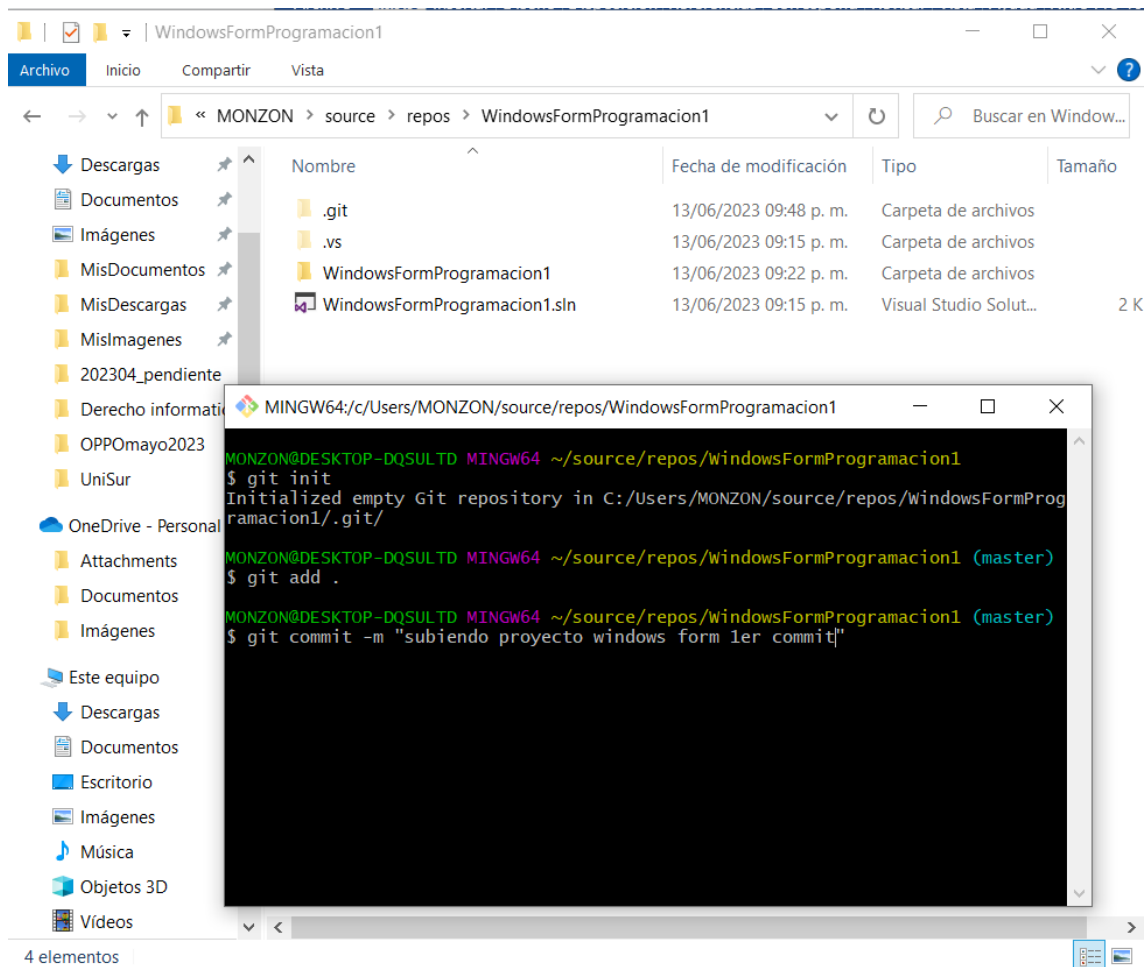 WindowsFormProgramacion1
Archivo Inicio Compartir Vista
« MONZON > source > repos > WindowsFormProgramacion1 Buscar en Window...
Nombre Fecha de modificación Tipo Tamaño
.git 13/06/2023 09:48 p. m. Carpeta de archivos
.vs 13/06/2023 09:15 p. m. Carpeta de archivos
WindowsFormProgramacion1 13/06/2023 09:22 p. m. Carpeta de archivos
WindowsFormProgramacion1.sln 13/06/2023 09:15 p. m. Visual Studio Solut... 2 K
Descargas
Documentos
Imágenes
MisDocumentos
MisDescargas
MisImagenes
202304_pendiente
Derecho informatic
OPPOmayo2023
UniSur
OneDrive - Personal
Attachments
Documentos
Imágenes
Este equipo
Descargas
Documentos
Escritorio
Imágenes
Música
Objetos 3D
Vídeos
4 elementos
MINGW64:/c/Users/MONZON/source/repos/WindowsFormProgramacion1
MONZON@DESKTOP-DQSULTD MINGW64 ~/source/repos/WindowsFormProgramacion1
$ git init
Initialized empty Git repository in C:/Users/MONZON/source/repos/WindowsFormProg
ramacion1/.git/
MONZON@DESKTOP-DQSULTD MINGW64 ~/source/repos/WindowsFormProgramacion1 (master)
$ git add .
MONZON@DESKTOP-DQSULTD MINGW64 ~/source/repos/WindowsFormProgramacion1 (master)
$ git commit -m "subiendo proyecto windows form 1er commit"